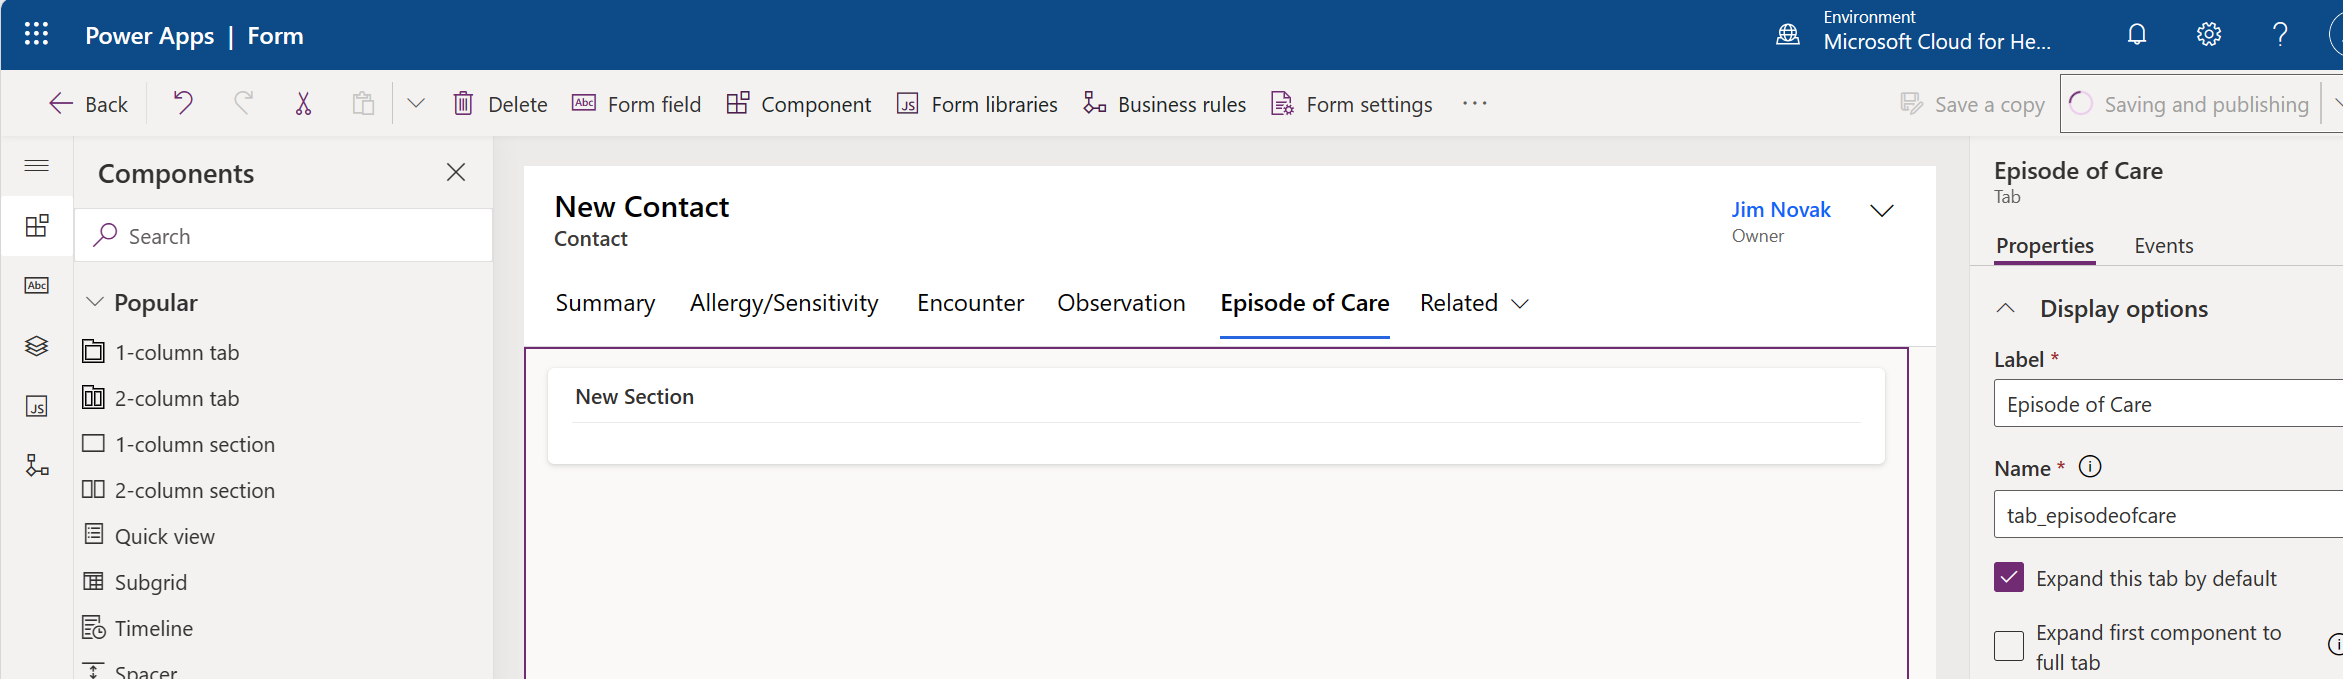 Power Apps | Form
Environment
Microsoft Cloud for He...
Back
Delete
Abc
Form field
Component
JS
Form libraries
Business rules
Form settings
...
Save a copy
Saving and publishing
Components
Search
Abc
JS
Popular
1-column tab
2-column tab
1-column section
2-column section
Quick view
Subgrid
Timeline
Spacer
New Contact
Contact
Jim Novak
Owner
Summary
Allergy/Sensitivity
Encounter
Observation
Episode of Care
Related
New Section
Episode of Care
Tab
Properties
Events
Display options
Label *
Episode of Care
Name *
tab_episodeofcare
Expand this tab by default
Expand first component to
full tab